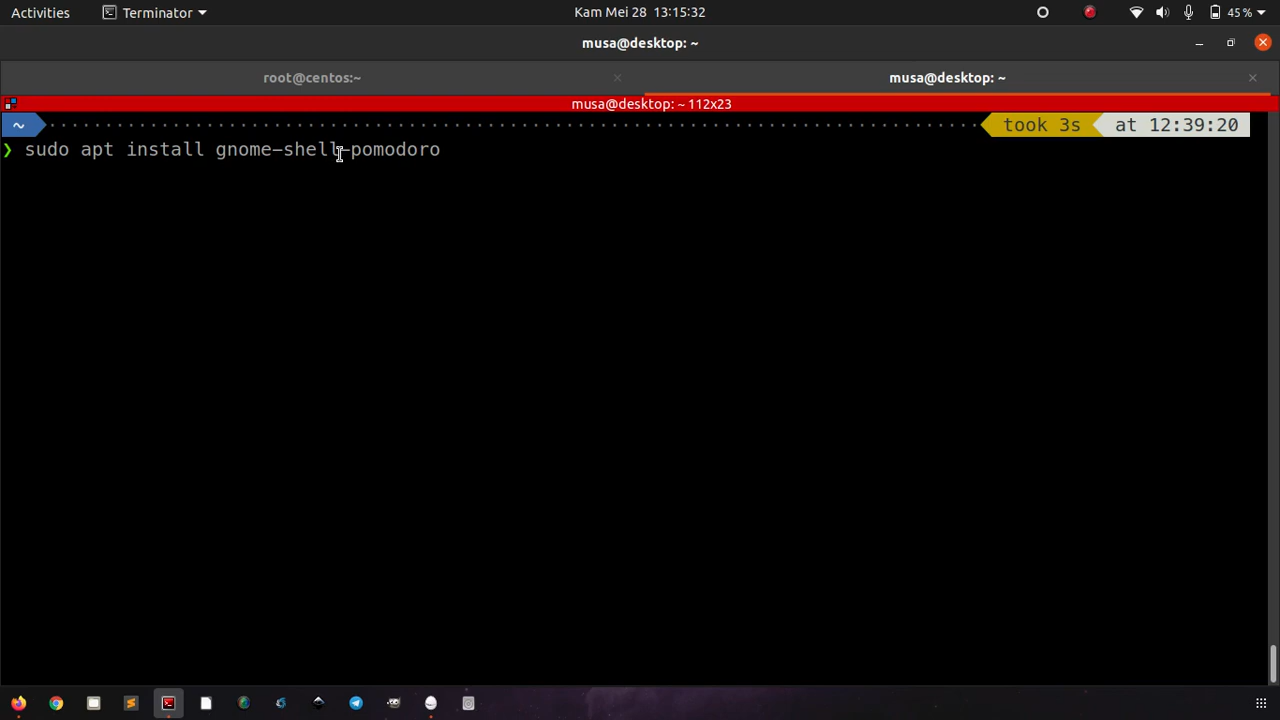 Activities Terminator Kam Mei 28 13:15:32 45%
musa@desktop: ~
root@centos:~ musa@desktop: ~
musa@desktop: ~ 112x23
~ took 3s at 12:39:20
❯ sudo apt install gnome-shell-pomodoro